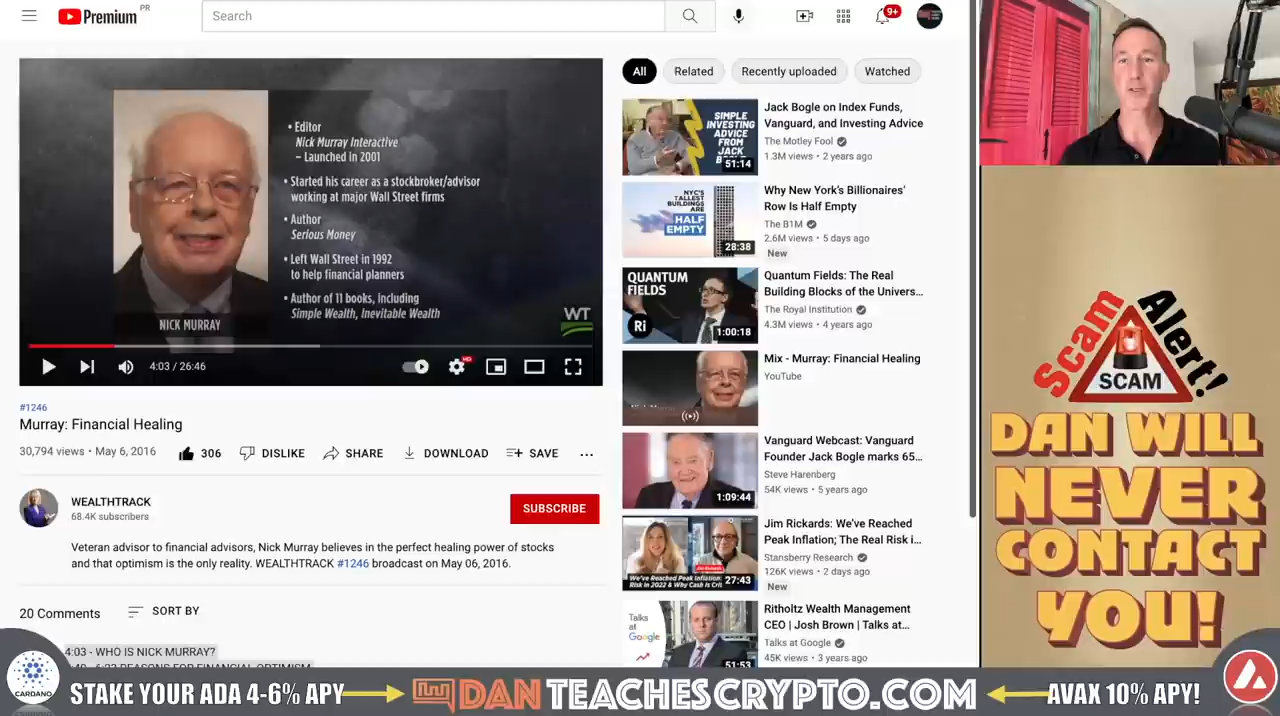 Premium
PR
Search
9+
• Editor
Nick Murray Interactive
– Launched in 2001
• Started his career as a stockbroker/advisor
working at major Wall Street firms
• Author
Serious Money
• Left Wall Street in 1992
to help financial planners
• Author of 11 books, including
Simple Wealth, Inevitable Wealth
NICK MURRAY
WT
4:03 / 26:46
HD
#1246
Murray: Financial Healing
30,794 views • May 6, 2016
306
DISLIKE
SHARE
DOWNLOAD
SAVE
...
WEALTHTRACK
68.4K subscribers
SUBSCRIBE
Veteran advisor to financial advisors, Nick Murray believes in the perfect healing power of stocks
and that optimism is the only reality. WEALTHTRACK #1246 broadcast on May 06, 2016.
20 Comments
SORT BY
4:03 - WHO IS NICK MURRAY?
REASONS FOR FINANCIAL OPTIMISM
All
Related
Recently uploaded
Watched
SIMPLE
INVESTING
ADVICE
FROM
JACK
51:14
Jack Bogle on Index Funds,
Vanguard, and Investing Advice
The Motley Fool
1.3M views • 2 years ago
NYC'S
TALLEST
BUILDINGS
ARE
HALF
EMPTY
28:38
Why New York's Billionaires'
Row Is Half Empty
The B1M
2.6M views • 5 days ago
New
QUANTUM
FIELDS
Ri
1:00:18
Quantum Fields: The Real
Building Blocks of the Univers...
The Royal Institution
4.3M views • 4 years ago
Mix - Murray: Financial Healing
YouTube
1:09:44
Vanguard Webcast: Vanguard
Founder Jack Bogle marks 65...
Steve Harenberg
54K views • 5 years ago
27:43
Jim Rickards: We've Reached
Peak Inflation; The Real Risk i...
Stansberry Research
126K views • 2 days ago
New
Talks
at
Google
51:53
Ritholtz Wealth Management
CEO | Josh Brown | Talks at...
Talks at Google
45K views • 3 years ago
Scam Alert!
SCAM
DAN WILL
NEVER
CONTACT
YOU!
CARDANO
STAKE YOUR ADA 4-6% APY
DANTEACHESCRYPTO.COM
AVAX 10% APY!